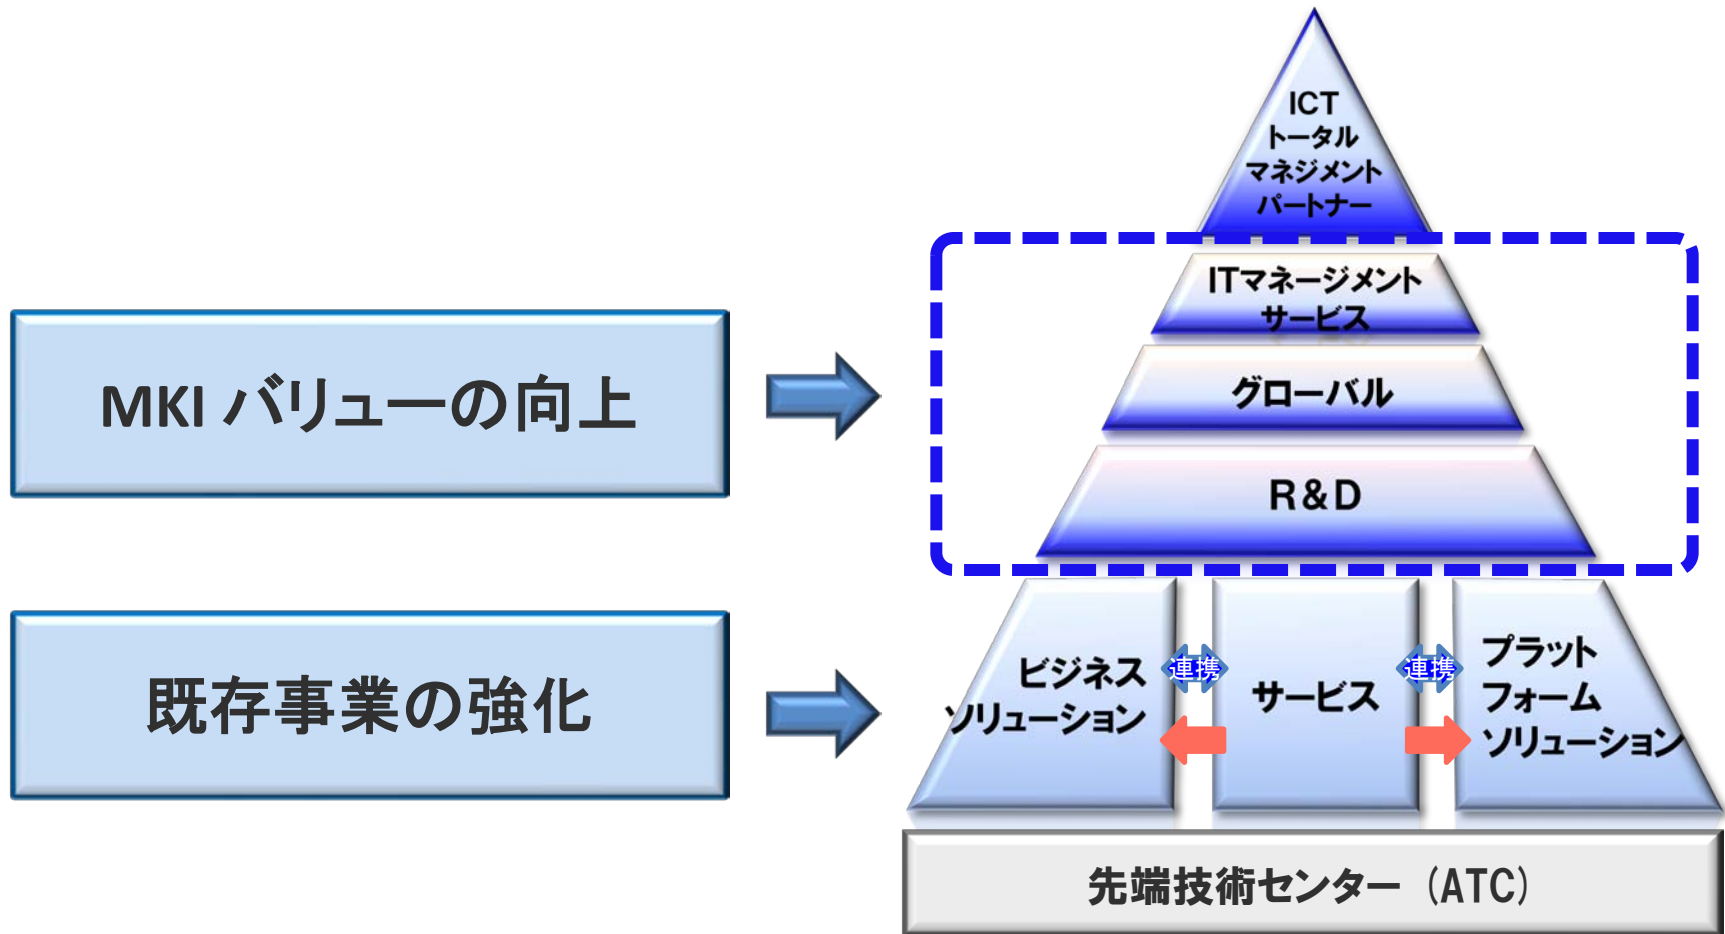 ICT
トータル
マネジメント
パートナー
ITマネージメント
サービス
グローバル
R&D
MKI バリューの向上
既存事業の強化
ビジネス
ソリューション
連携
サービス
連携
プラット
フォーム
ソリューション
先端技術センター (ATC)